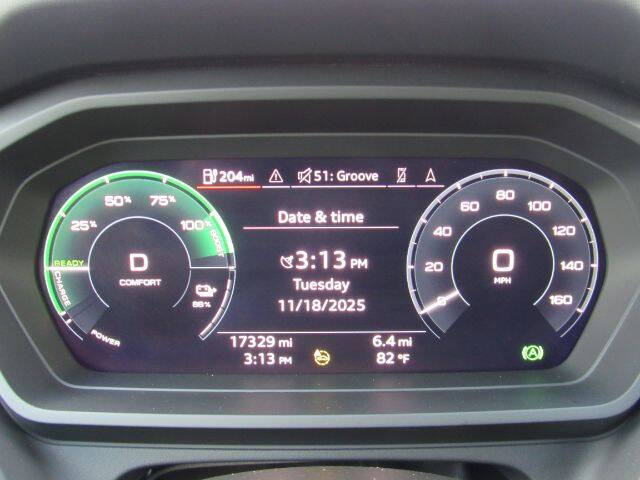 204mi 51: Groove
Date & time
3:13 PM
Tuesday
11/18/2025
17329 mi 6.4 mi
3:13 PM 82 °F
25% 50% 75% 100%
BOOST
READY
CHARGE
POWER
D
COMFORT
86%
0 20 40 60 80 100 120 140 160
0
MPH
A